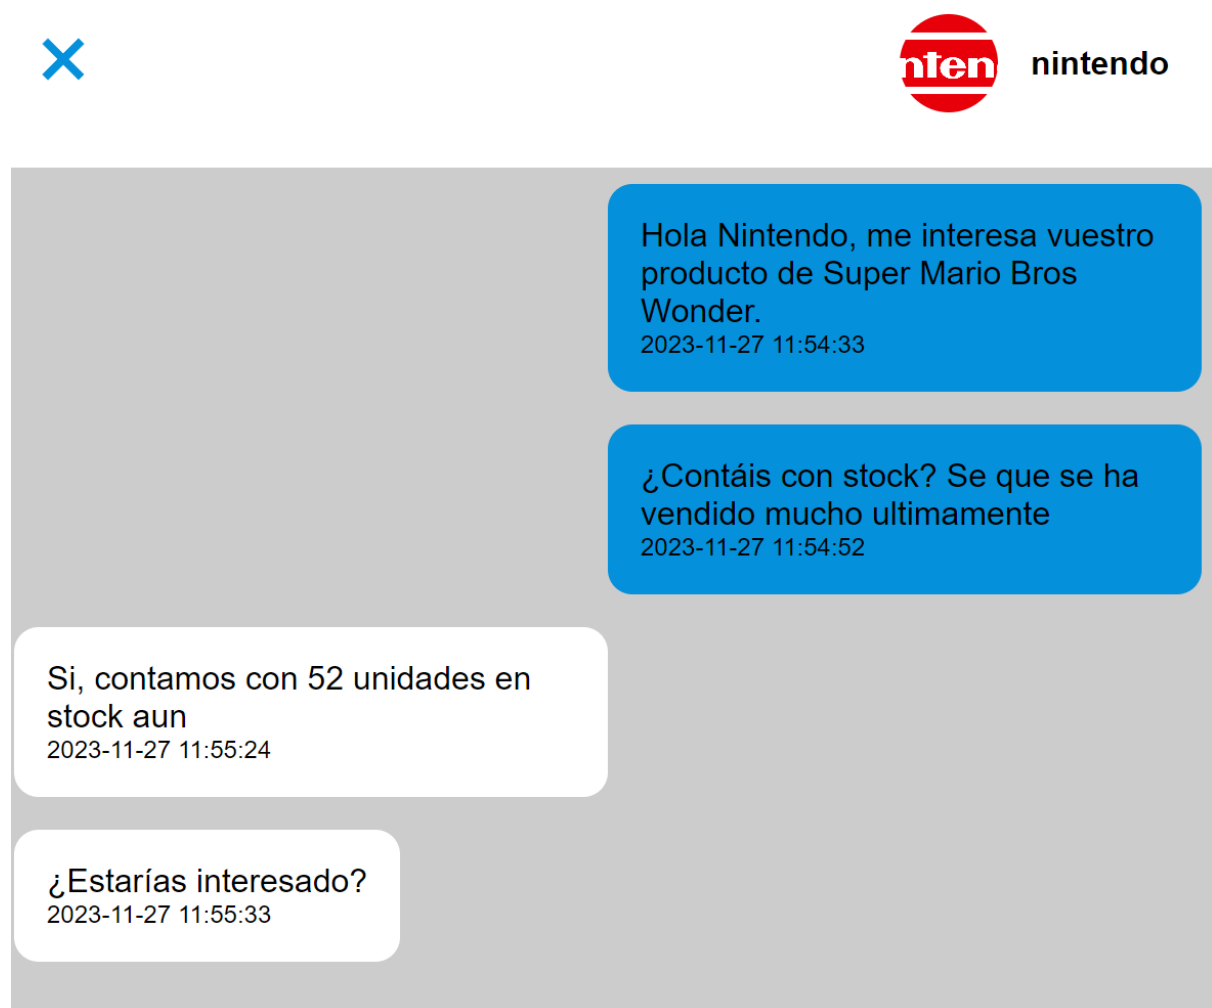 nten
nintendo
Hola Nintendo, me interesa vuestro
producto de Super Mario Bros
Wonder.
2023-11-27 11:54:33
¿Contáis con stock? Se que se ha
vendido mucho ultimamente
2023-11-27 11:54:52
Si, contamos con 52 unidades en
stock aun
2023-11-27 11:55:24
¿Estarías interesado?
2023-11-27 11:55:33